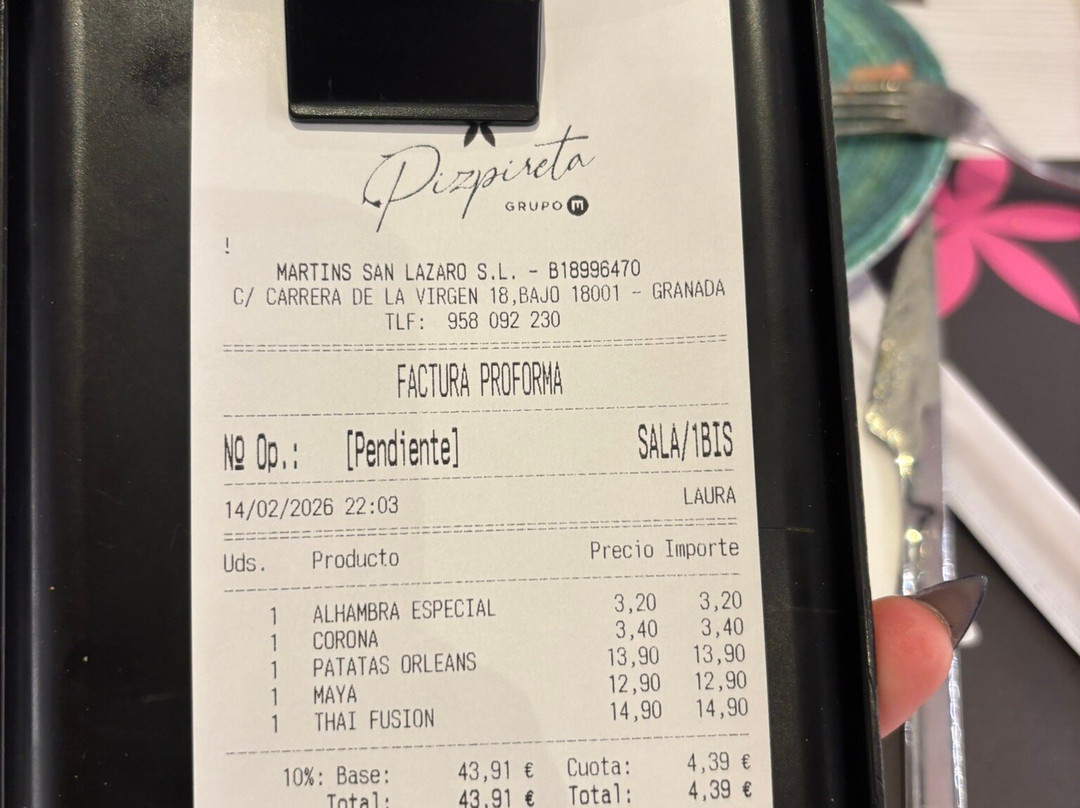 Pizpireta
GRUPO M
!
MARTINS SAN LAZARO S.L. - B18996470
C/ CARRERA DE LA VIRGEN 18,BAJO 18001 - GRANADA
TLF: 958 092 230
FACTURA PROFORMA
Nº Op.: [Pendiente] SALA/1BIS
14/02/2026 22:03 LAURA
Uds. Producto Precio Importe
1 ALHAMBRA ESPECIAL 3,20 3,20
1 CORONA 3,40 3,40
1 PATATAS ORLEANS 13,90 13,90
1 MAYA 12,90 12,90
1 THAI FUSION 14,90 14,90
10%: Base: 43,91 € Cuota: 4,39 €
Total: 43,91 € Total: 4,39 €